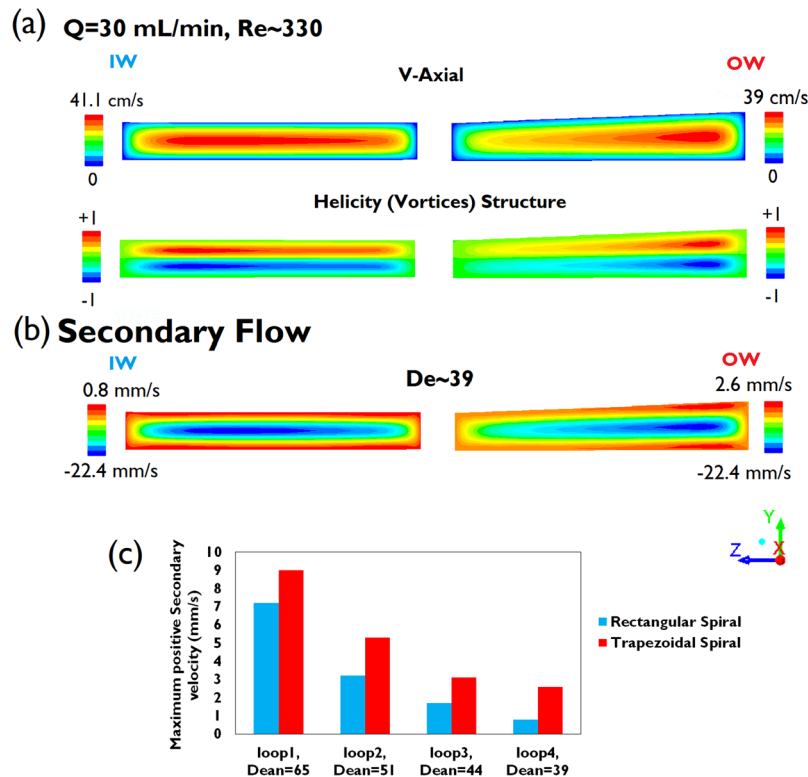 (a) Q=30 mL/min, Re~330
IW OW
V-Axial
41.1 cm/s 39 cm/s
0 0
Helicity (Vortices) Structure
+1 +1
-1 -1
(b) Secondary Flow
IW OW
0.8 mm/s De~39 2.6 mm/s
-22.4 mm/s -22.4 mm/s
(c)
Y
Z X
Maximum positive Secondary
velocity (mm/s)
10
9
8
7
6
5
4
3
2
1
0
Rectangular Spiral
Trapezoidal Spiral
loop1, loop2, loop3, loop4,
Dean=65 Dean=51 Dean=44 Dean=39